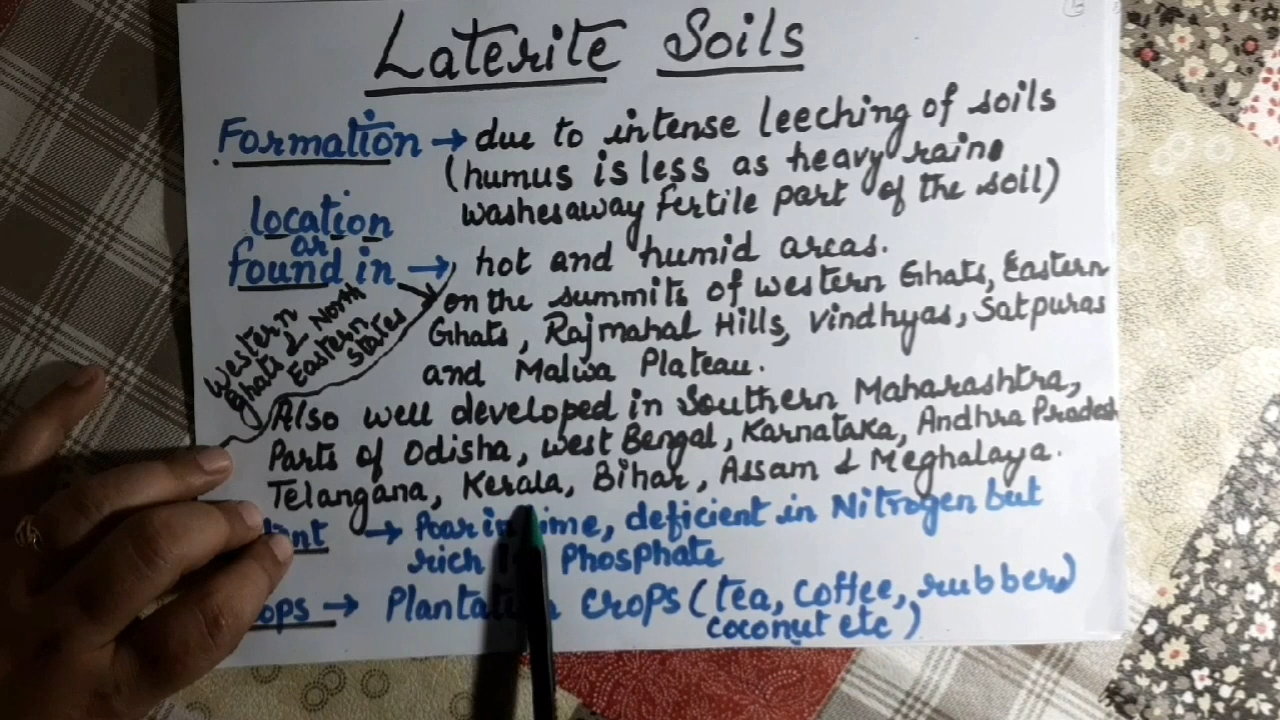 Laterite Soils
Formation → due to intense leeching of soils
(humus is less as heavy rains
washesaway fertile part of the soil)
location
or
found in → hot and humid areas.
on the summits of western Ghats, Eastern
Ghats, Rajmahal Hills, Vindhyas, Satpuras
and Malwa Plateau.
Western
Ghats & North
Eastern
States
Also well developed in Southern Maharashtra,
Parts of Odisha, West Bengal, Karnataka, Andhra Pradesh
Telangana, Kerala, Bihar, Assam & Meghalaya.
→ Poor in deficient in Nitrogen but
rich Phosphate
→ Crops (tea, coffee, rubber,
coconut etc)